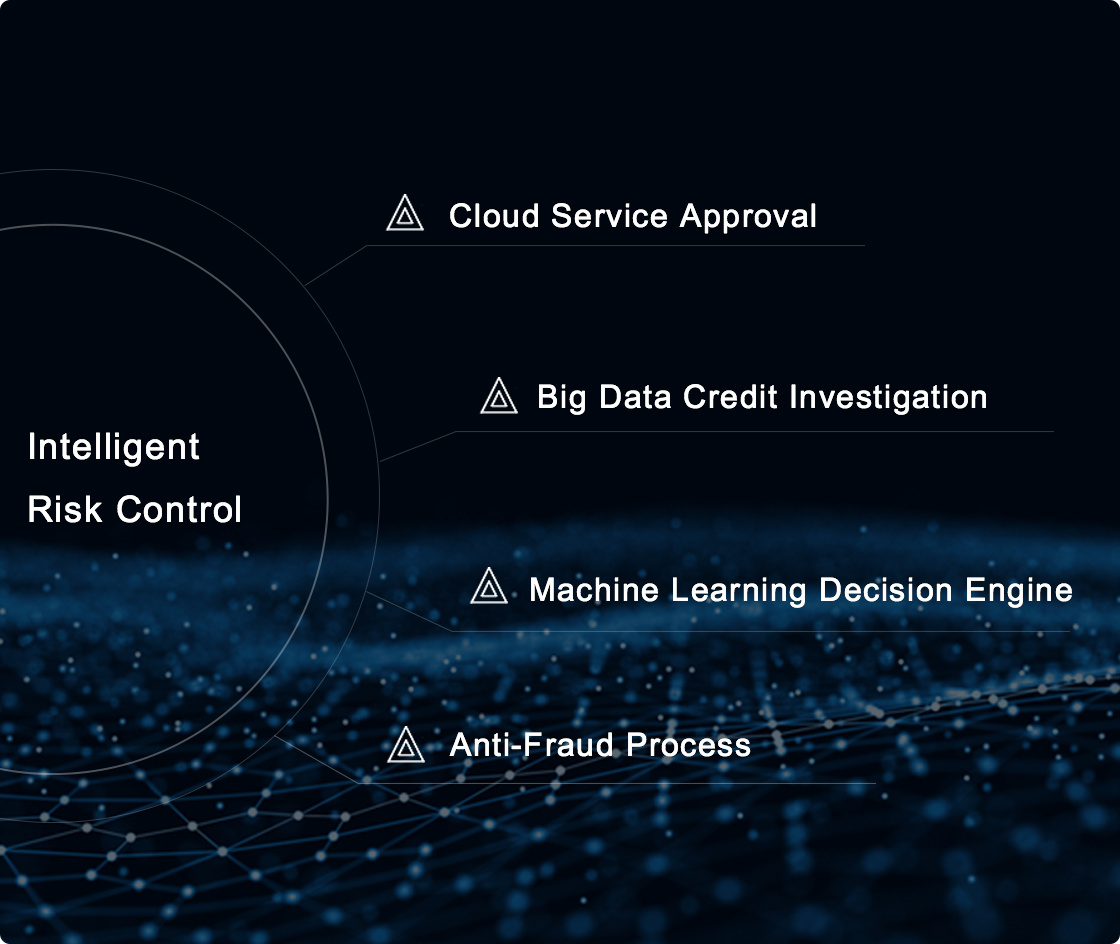 Cloud Service Approval
Big Data Credit Investigation
Intelligent
Risk Control
Machine Learning Decision Engine
Anti-Fraud Process